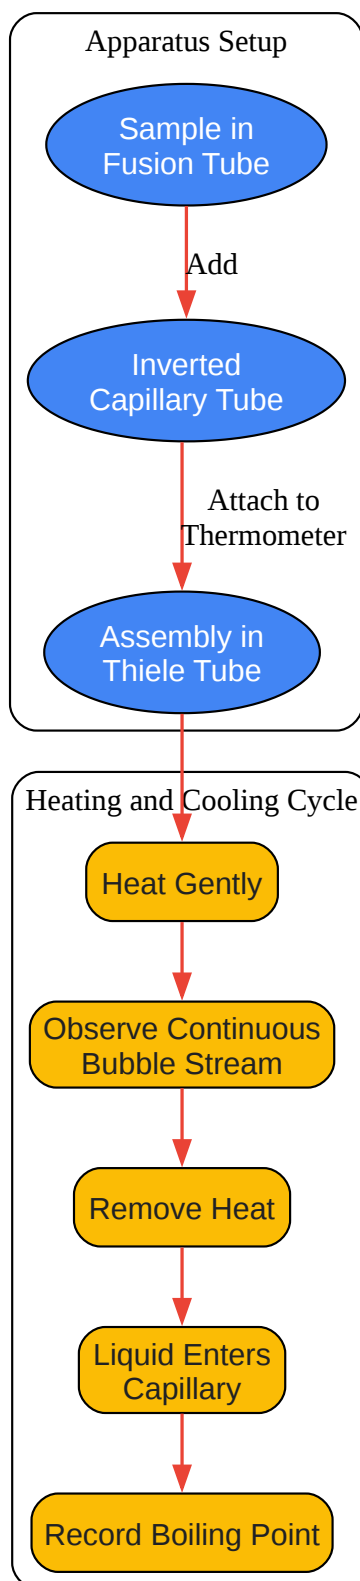 Apparatus Setup
Sample in
Fusion Tube
Add
Inverted
Capillary Tube
Attach to
Thermometer
Assembly in
Thiele Tube
Heating and Cooling Cycle
Heat Gently
Observe Continuous
Bubble Stream
Remove Heat
Liquid Enters
Capillary
Record Boiling Point